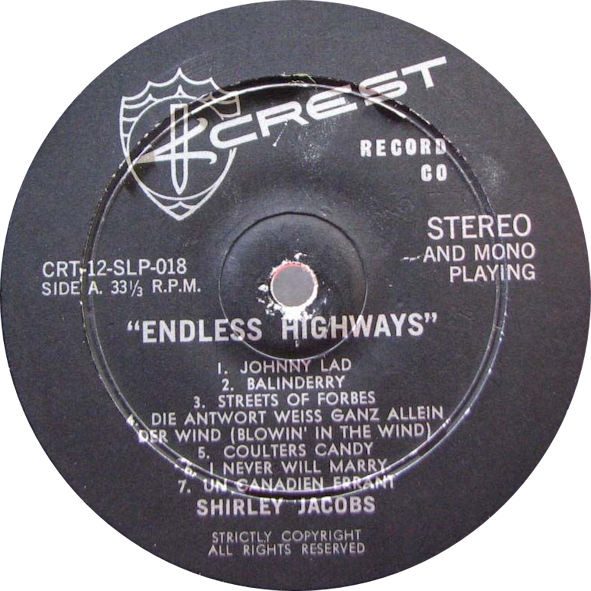 CREST
RECORD
CO
STEREO
AND MONO
PLAYING
CRT-12-SLP-018
SIDE A. 33⅓ R.P.M.
"ENDLESS HIGHWAYS"
1. JOHNNY LAD
2. BALINDERRY
3. STREETS OF FORBES
4. DIE ANTWORT WEISS GANZ ALLEIN
DER WIND (BLOWIN' IN THE WIND)
5. COULTERS CANDY
6. I NEVER WILL MARRY
7. UN CANADIEN ERRANT
SHIRLEY JACOBS
STRICTLY COPYRIGHT
ALL RIGHTS RESERVED